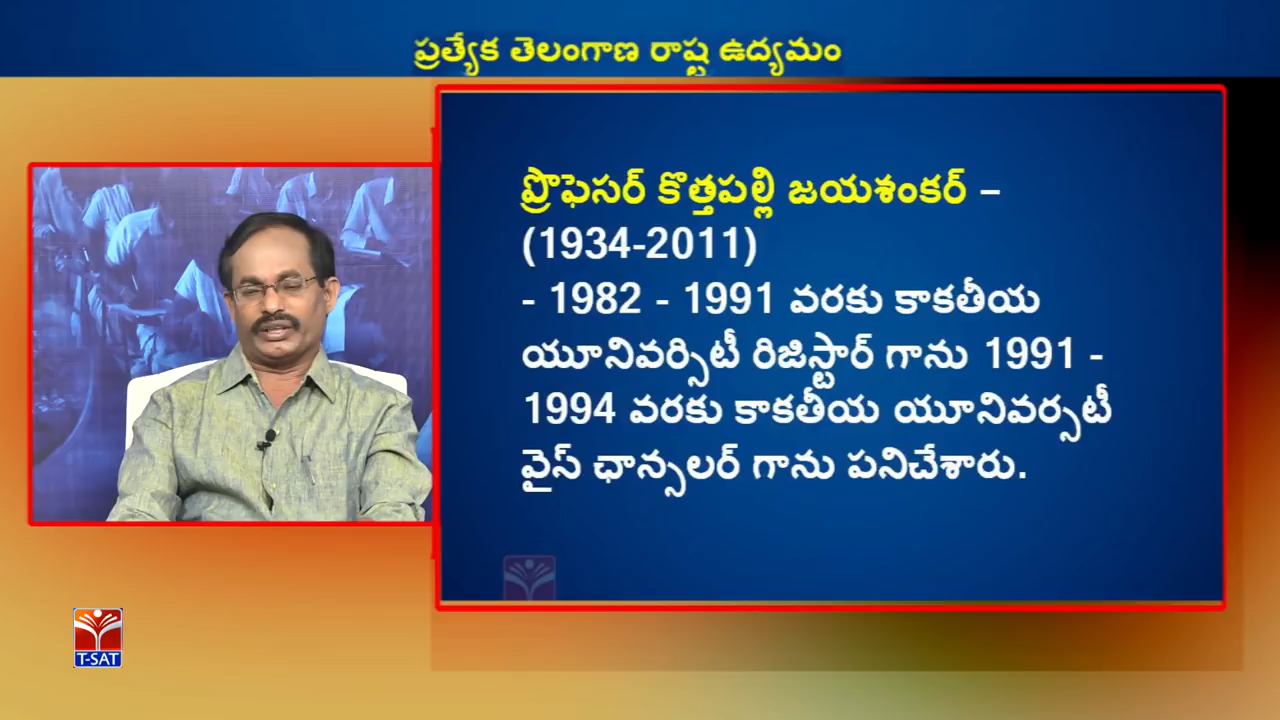 ప్రత్యేక తెలంగాణ రాష్ట ఉద్యమం
ప్రొఫెసర్ కొత్తపల్లి జయశంకర్ –
(1934-2011)
- 1982 - 1991 వరకు కాకతీయ
యూనివర్సిటీ రిజిస్టార్ గాను 1991 -
1994 వరకు కాకతీయ యూనివర్సటీ
వైస్ ఛాన్సలర్ గాను పనిచేశారు.
T-SAT